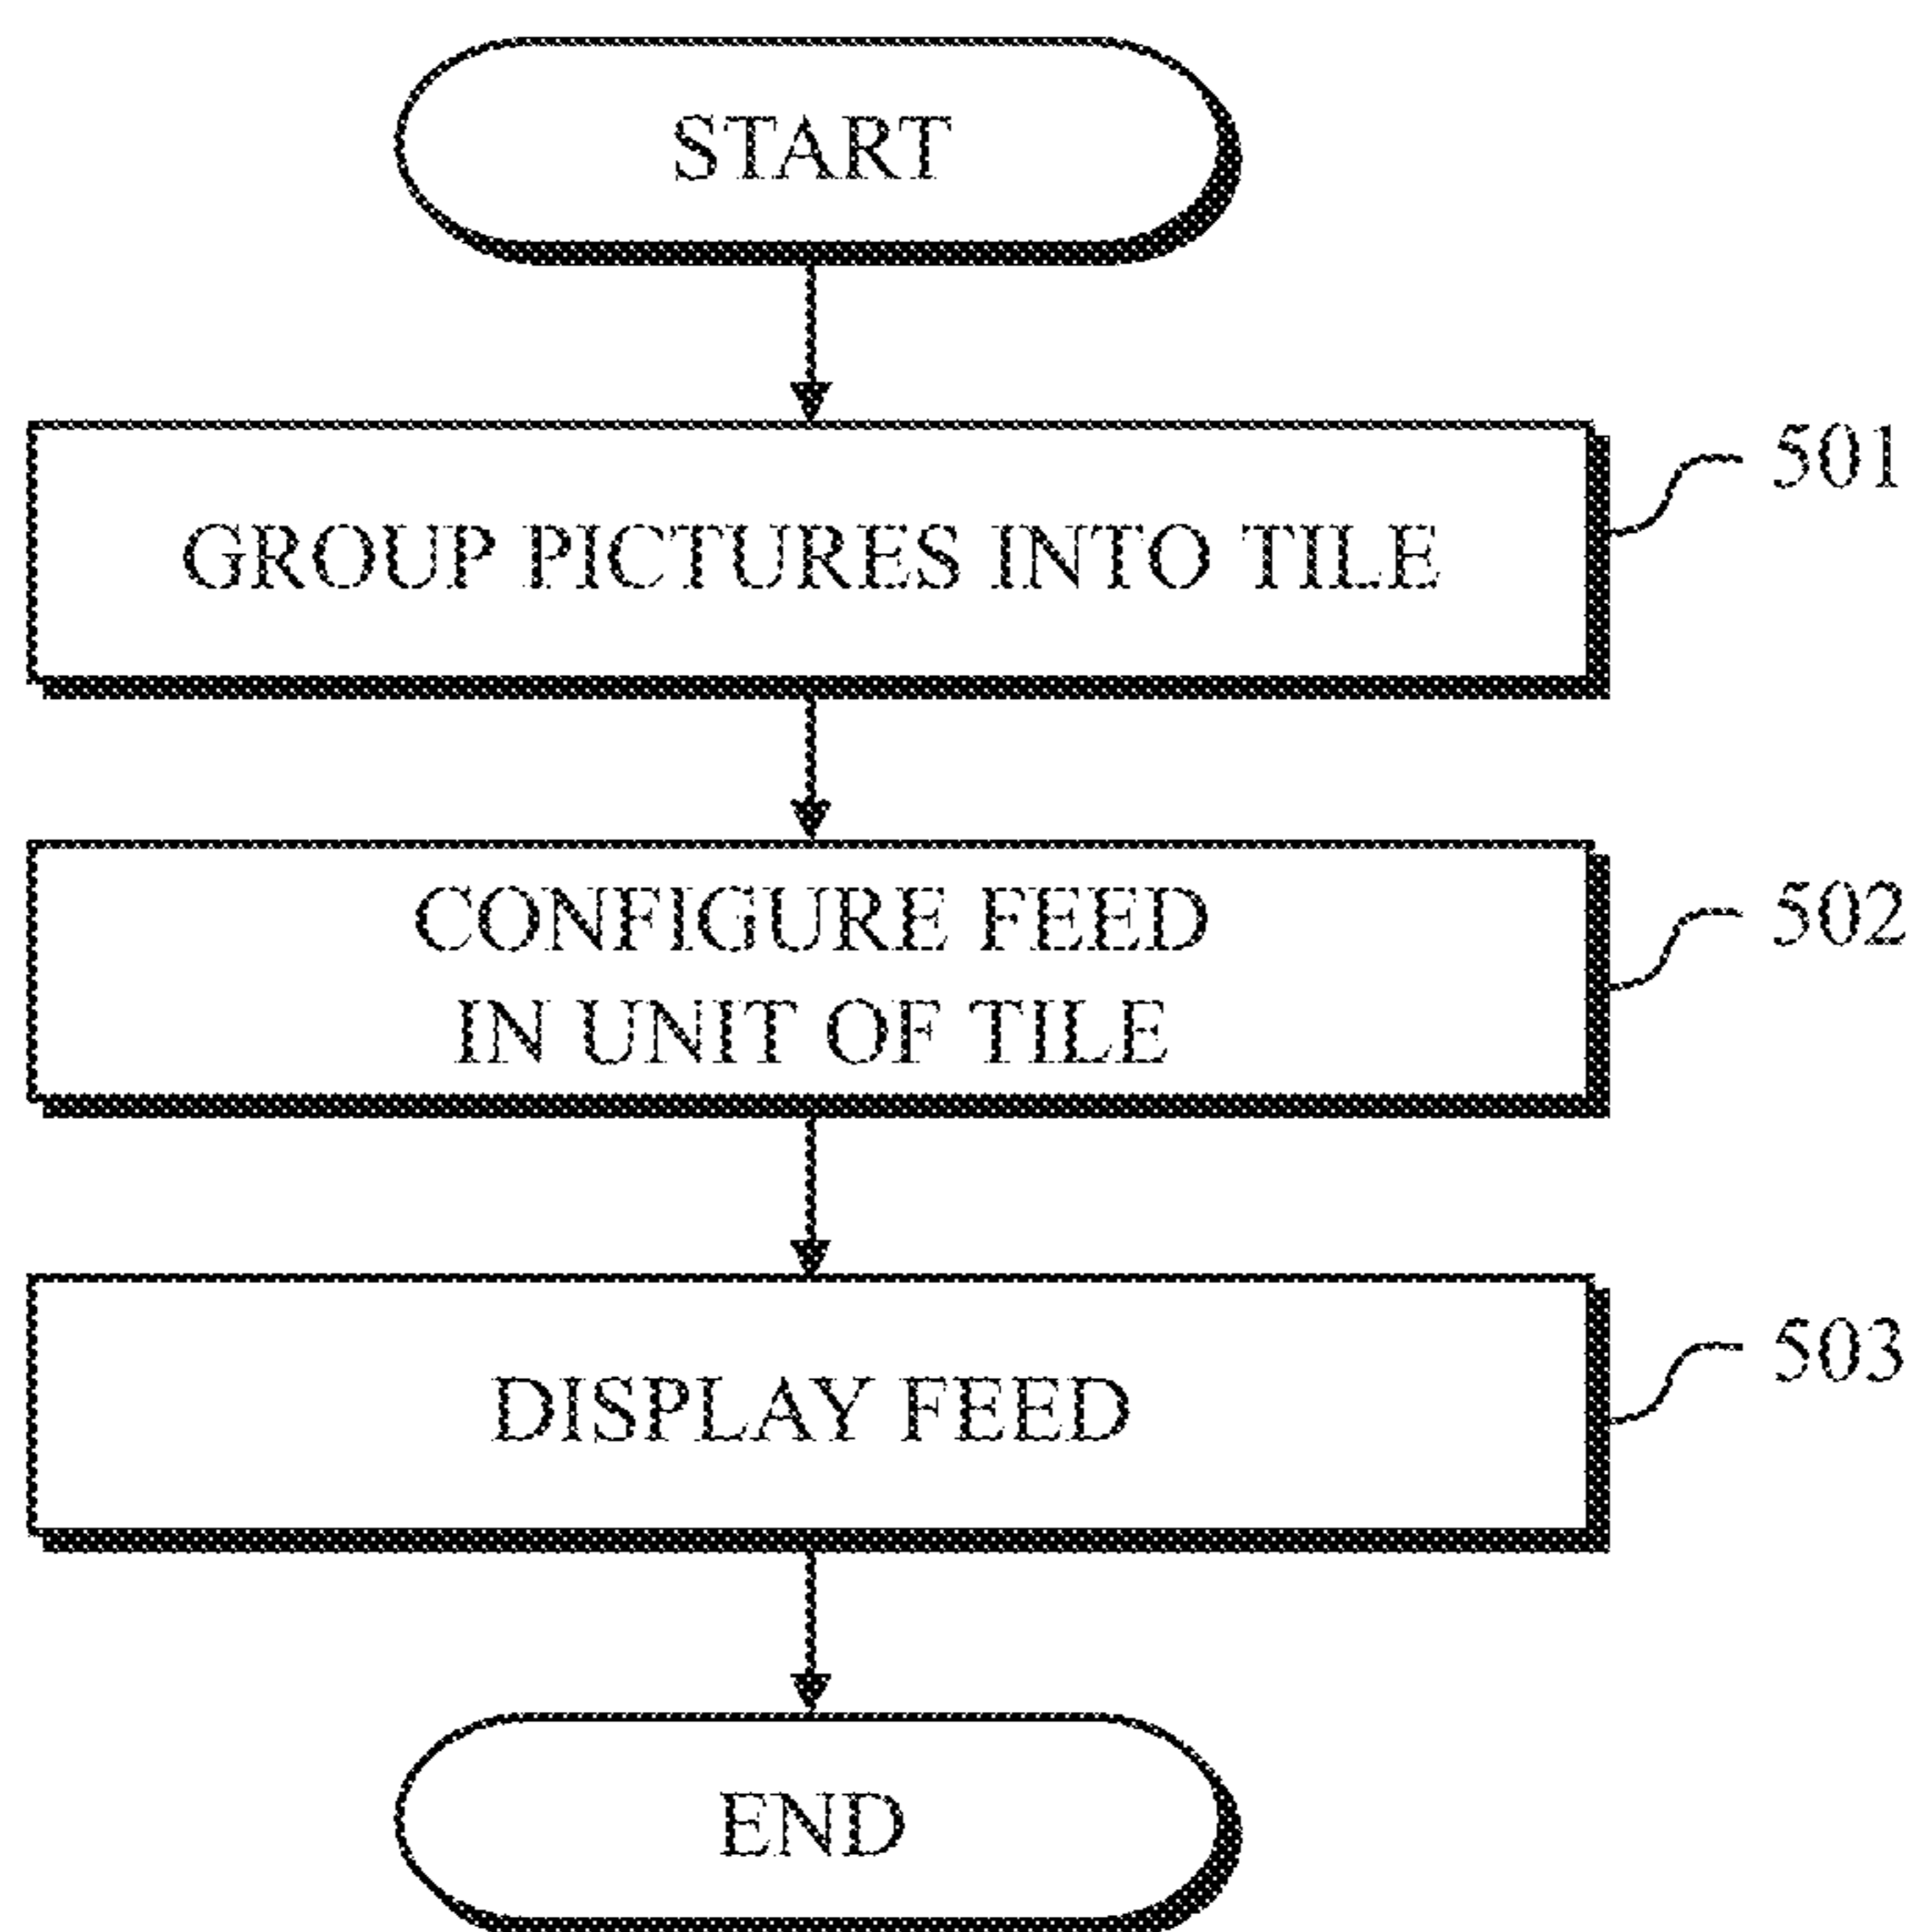 START
501
GROUP PICTURES INTO TILE
502
CONFIGURE FEED
IN UNIT OF TILE
503
DISPLAY FEED
END